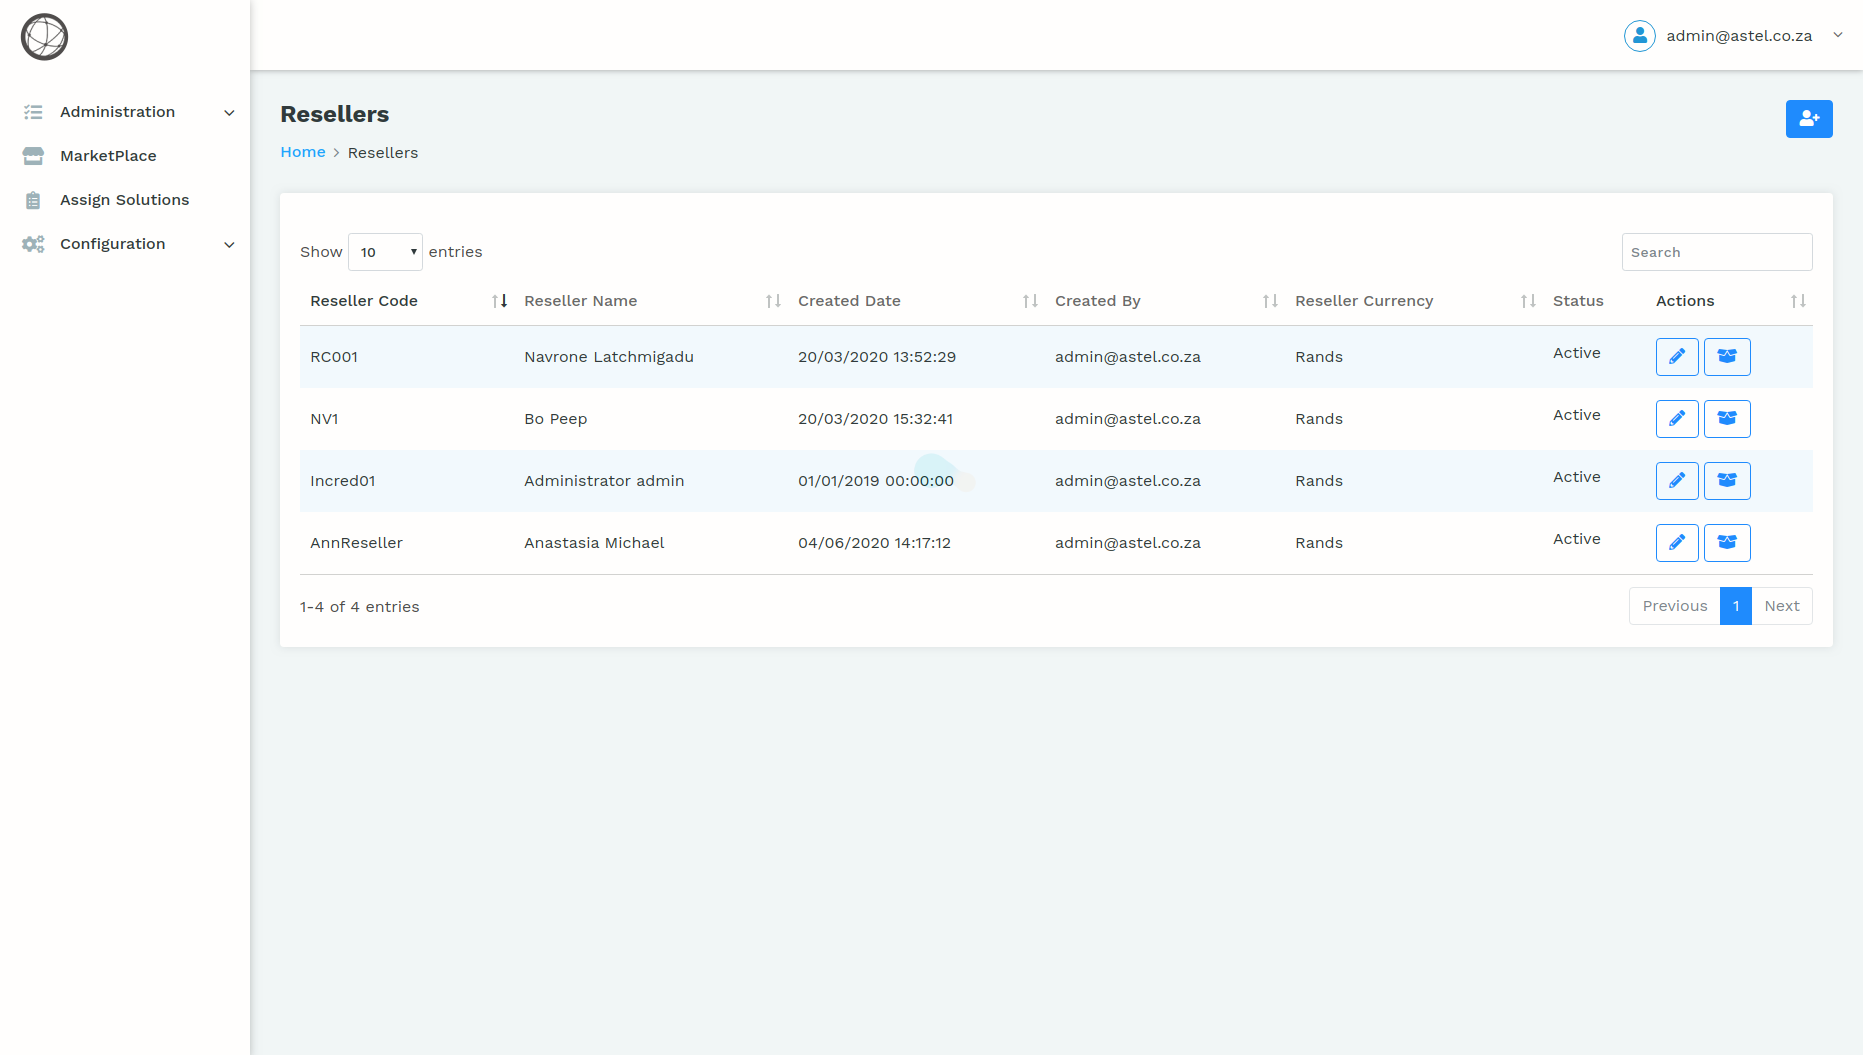 admin@astel.co.za
Administration
MarketPlace
Assign Solutions
Configuration
Resellers
Home > Resellers
Show 10 entries
Search
Reseller Code Reseller Name Created Date Created By Reseller Currency Status Actions
RC001 Navrone Latchmigadu 20/03/2020 13:52:29 admin@astel.co.za Rands Active
NV1 Bo Peep 20/03/2020 15:32:41 admin@astel.co.za Rands Active
Incred01 Administrator admin 01/01/2019 00:00:00 admin@astel.co.za Rands Active
AnnReseller Anastasia Michael 04/06/2020 14:17:12 admin@astel.co.za Rands Active
1-4 of 4 entries
Previous 1 Next